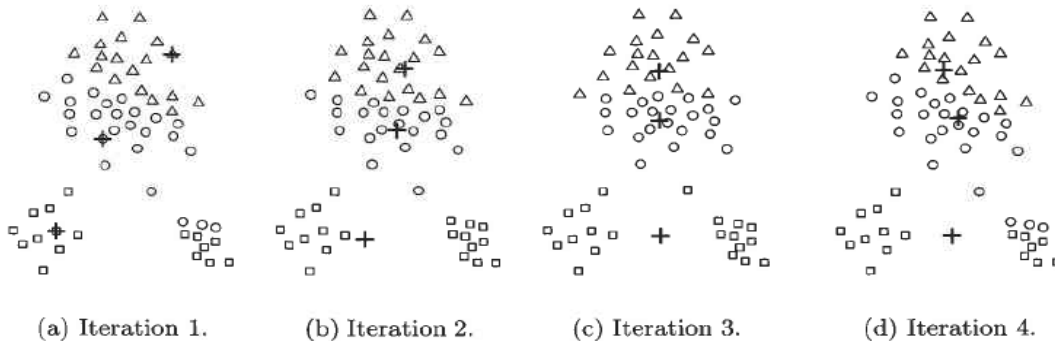 (a) Iteration 1.
(b) Iteration 2.
(c) Iteration 3.
(d) Iteration 4.